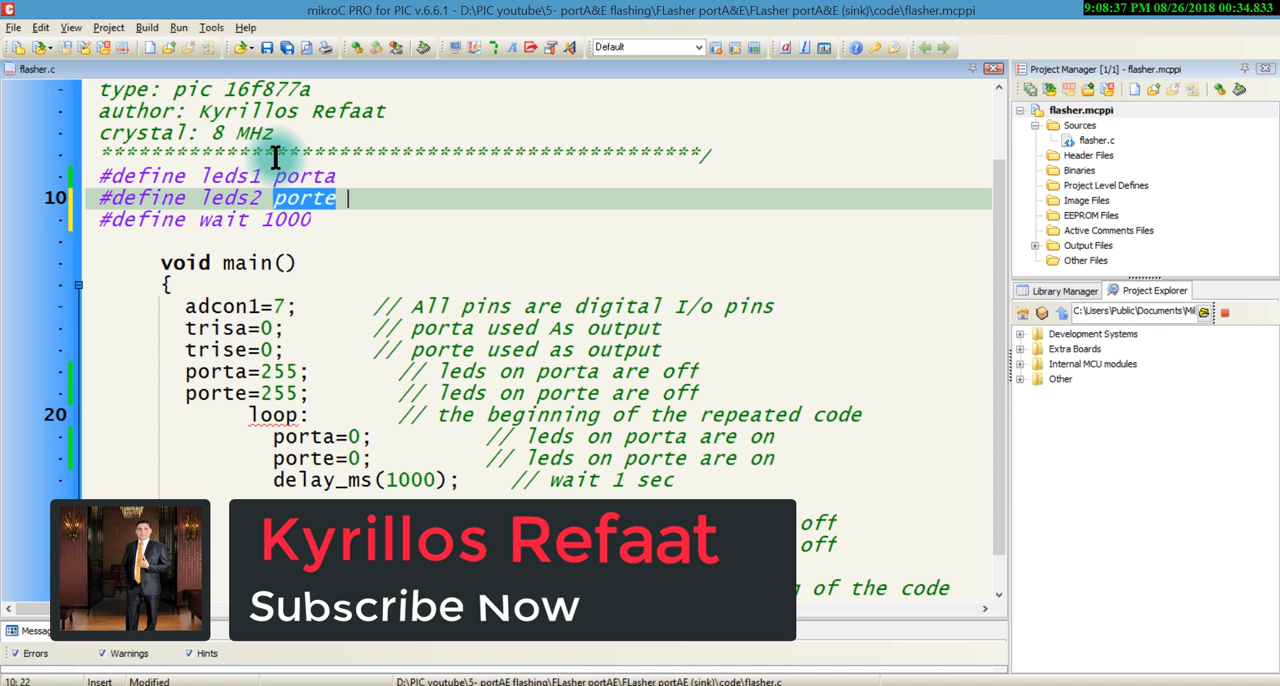 mikroC PRO for PIC v.6.6.1 - D:\PIC youtube\5- portA&E flashing\FLasher portA&E\FLasher portA&E (sink)\code\flasher.mcppi
9:08:37 PM 08/26/2018 00:34.833
File Edit View Project Build Run Tools Help
Default
flasher.c
type: pic 16f877a
author: Kyrillos Refaat
crystal: 8 MHz
#define leds1 porta
10 #define leds2 porte
#define wait 1000
void main()
{
adcon1=7; // All pins are digital I/o pins
trisa=0; // porta used As output
trise=0; // porte used as output
porta=255; // leds on porta are off
porte=255; // leds on porte are off
20 loop: // the beginning of the repeated code
porta=0; // leds on porta are on
porte=0; // leds on porte are on
delay_ms(1000); // wait 1 sec
off
off
g of the code
Kyrillos Refaat
Subscribe Now
Project Manager [1/1] - flasher.mcppi
flasher.mcppi
Sources
flasher.c
Header Files
Binaries
Project Level Defines
Image Files
EEPROM Files
Active Comments Files
Output Files
Other Files
Library Manager Project Explorer
C:\Users\Public\Documents\Mil
Development Systems
Extra Boards
Internal MCU modules
Other
Messag
Errors Warnings Hints
10: 22 Insert Modified D:\PIC youtube\5- portAE flashing\FLasher portAE\FLasher portAE (sink)\code\flasher.c